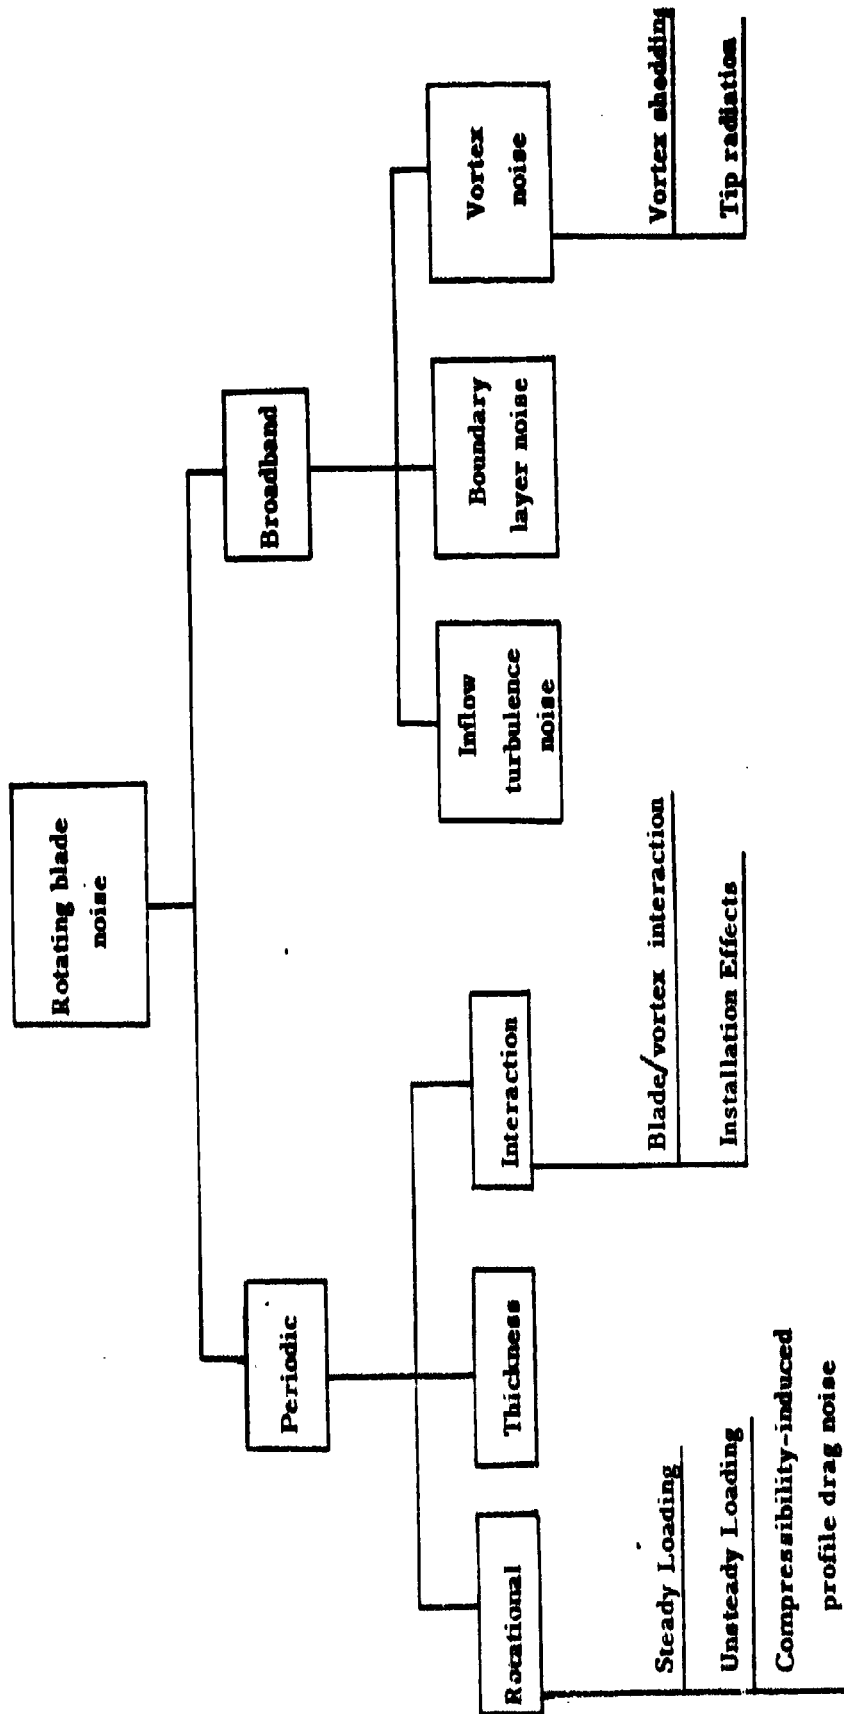 Rotating blade
noise
Periodic
Broadband
Rotational
Thickness
Interaction
Inflow
turbulence
noise
Boundary
layer noise
Vortex
noise
Steady Loading
Unsteady Loading
Compressibility-induced
profile drag noise
Blade/vortex interaction
Installation Effects
Vortex shedding
Tip radiation